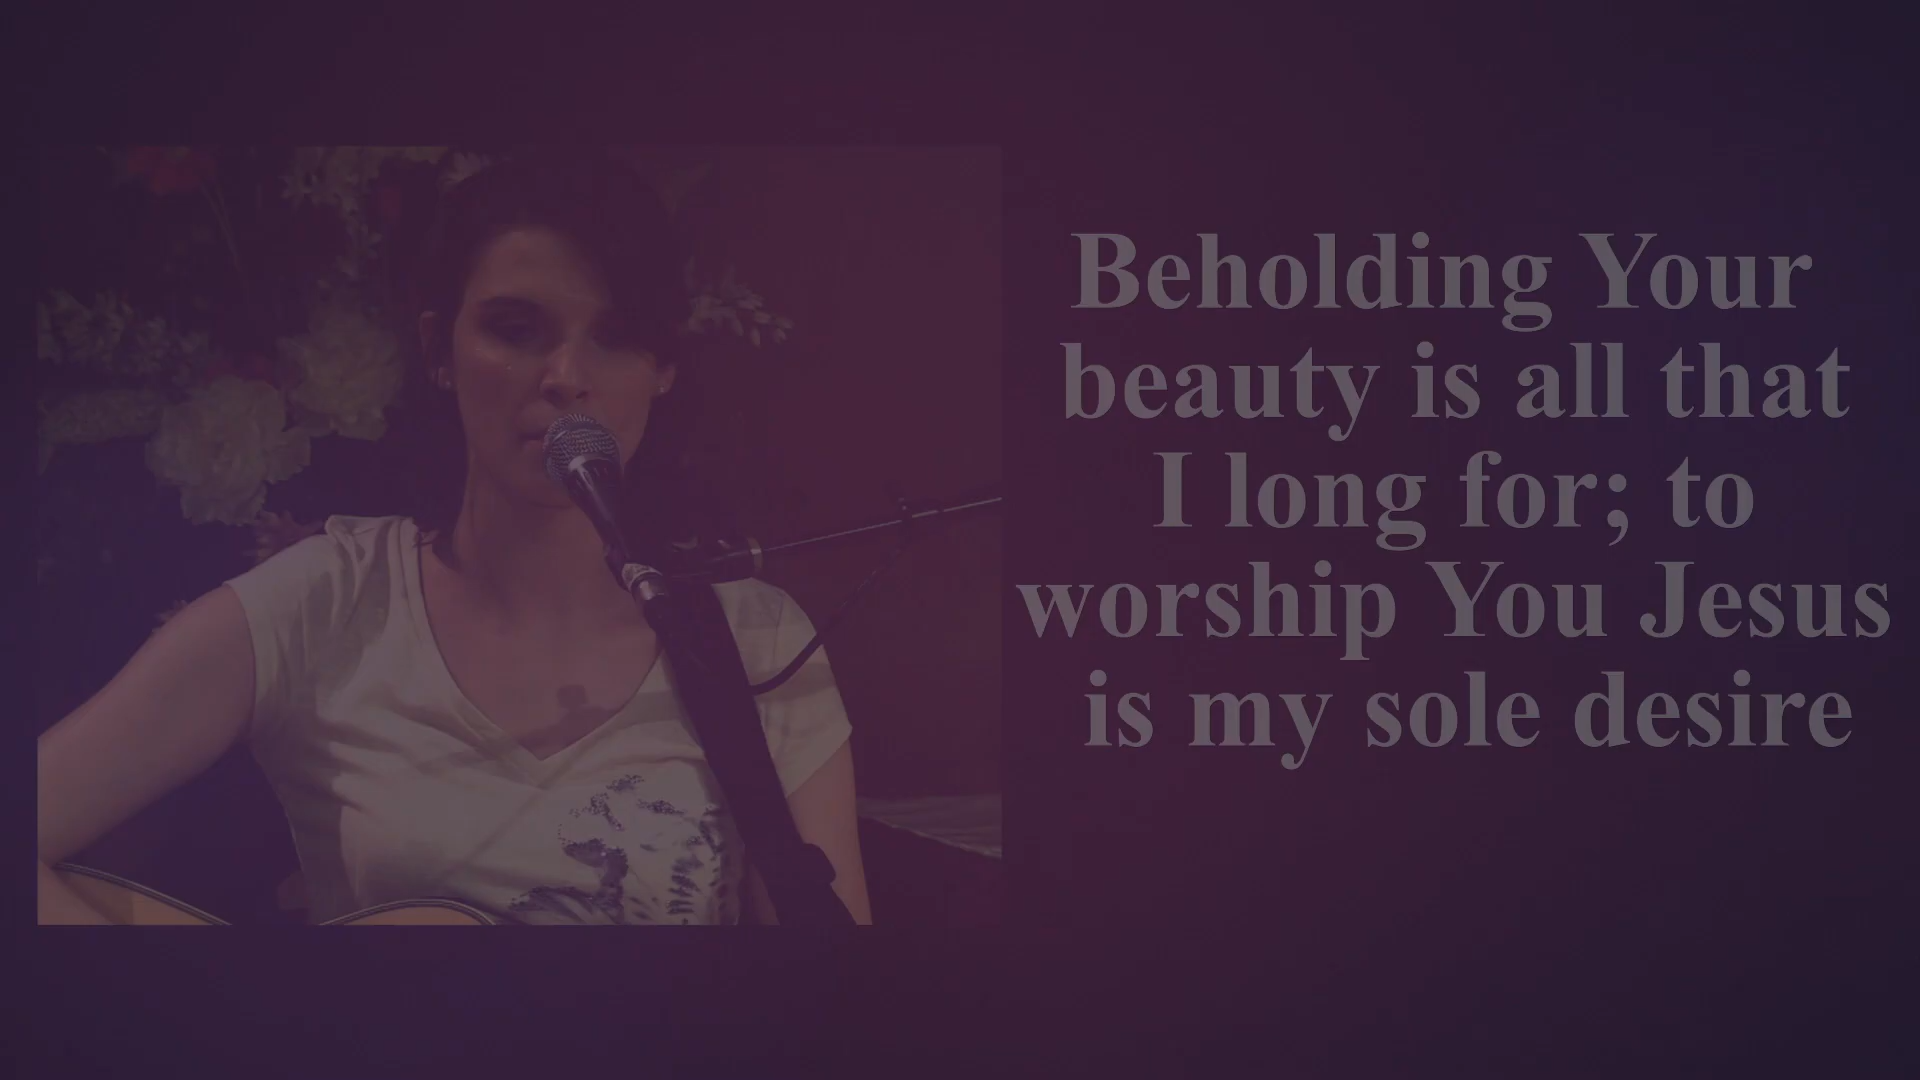 Beholding Your
beauty is all that
I long for; to
worship You Jesus
is my sole desire